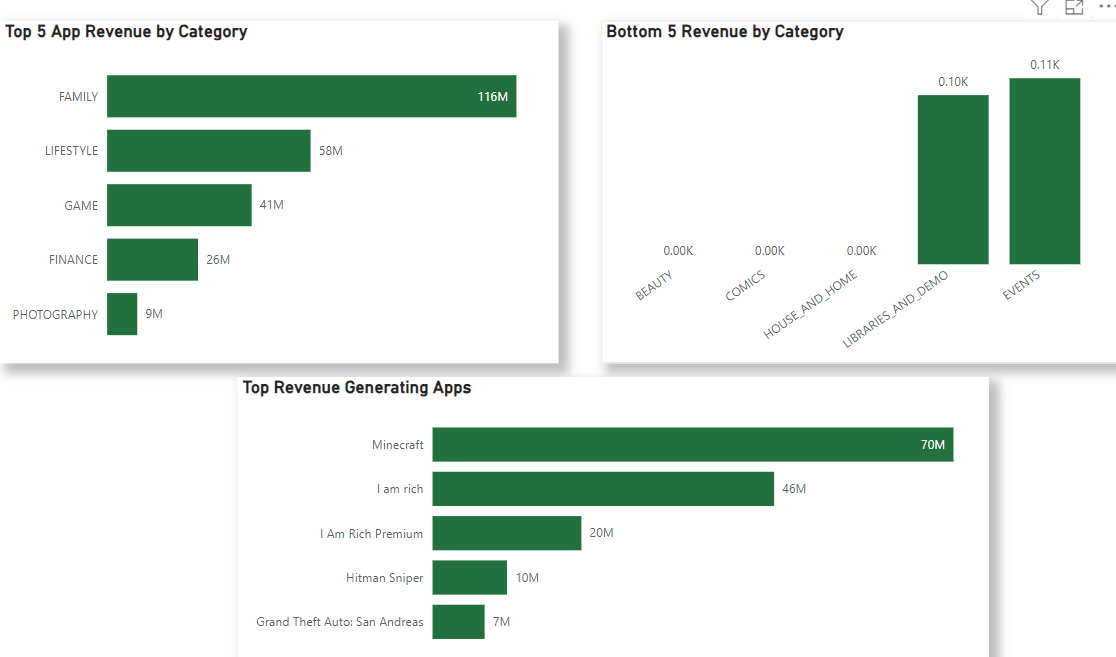 Top 5 App Revenue by Category
FAMILY 116M
LIFESTYLE 58M
GAME 41M
FINANCE 26M
PHOTOGRAPHY 9M
Bottom 5 Revenue by Category
0.00K 0.00K 0.00K 0.10K 0.11K
BEAUTY COMICS HOUSE_AND_HOME LIBRARIES_AND_DEMO EVENTS
Top Revenue Generating Apps
Minecraft 70M
I am rich 46M
I Am Rich Premium 20M
Hitman Sniper 10M
Grand Theft Auto: San Andreas 7M